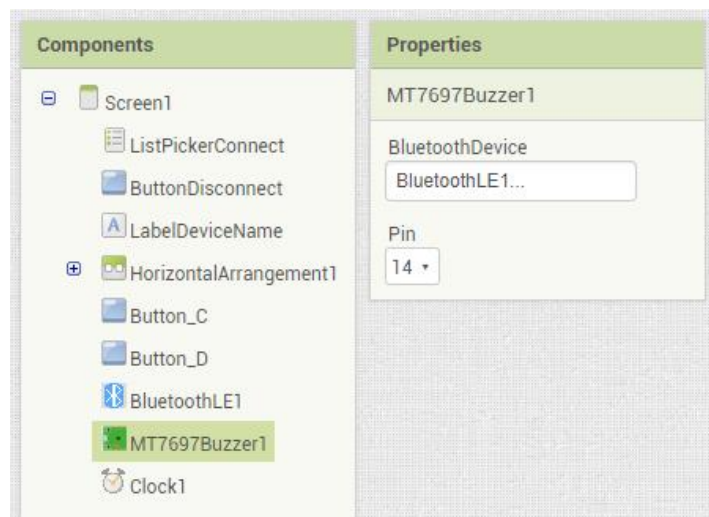 Components
Screen1
ListPickerConnect
ButtonDisconnect
A LabelDeviceName
HorizontalArrangement1
Button_C
Button_D
BluetoothLE1
MT7697Buzzer1
Clock1
Properties
MT7697Buzzer1
BluetoothDevice
BluetoothLE1...
Pin
14